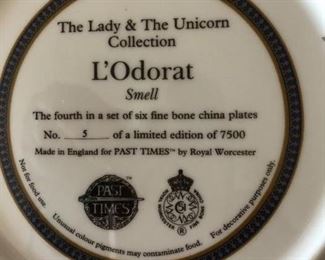 The Lady & The Unicorn
Collection
L'Odorat
Smell
The fourth in a set of six fine bone china plates
No. 5 of a limited edition of 7500
Made in England for PAST TIMES™ by Royal Worcester
PAST
TIMES™
®
Not for food use.
Unusual colour pigments may contaminate food.
For decorative purposes only.